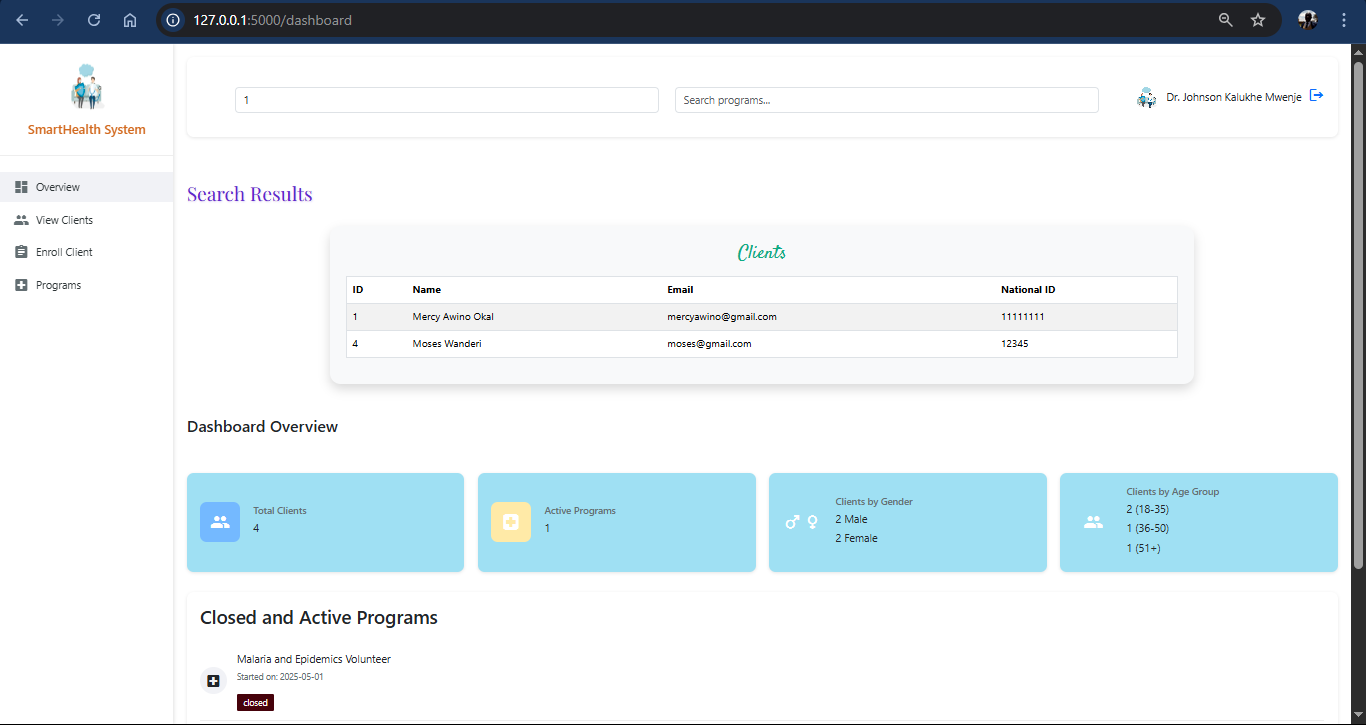 127.0.0.1:5000/dashboard
SmartHealth System
Overview
View Clients
Enroll Client
Programs
1
Search programs...
Dr. Johnson Kalukhe Mwenje
Search Results
Clients
ID Name Email National ID
1 Mercy Awino Okal mercyawino@gmail.com 11111111
4 Moses Wanderi moses@gmail.com 12345
Dashboard Overview
Total Clients
4
Active Programs
1
Clients by Gender
2 Male
2 Female
Clients by Age Group
2 (18-35)
1 (36-50)
1 (51+)
Closed and Active Programs
Malaria and Epidemics Volunteer
Started on: 2025-05-01
closed